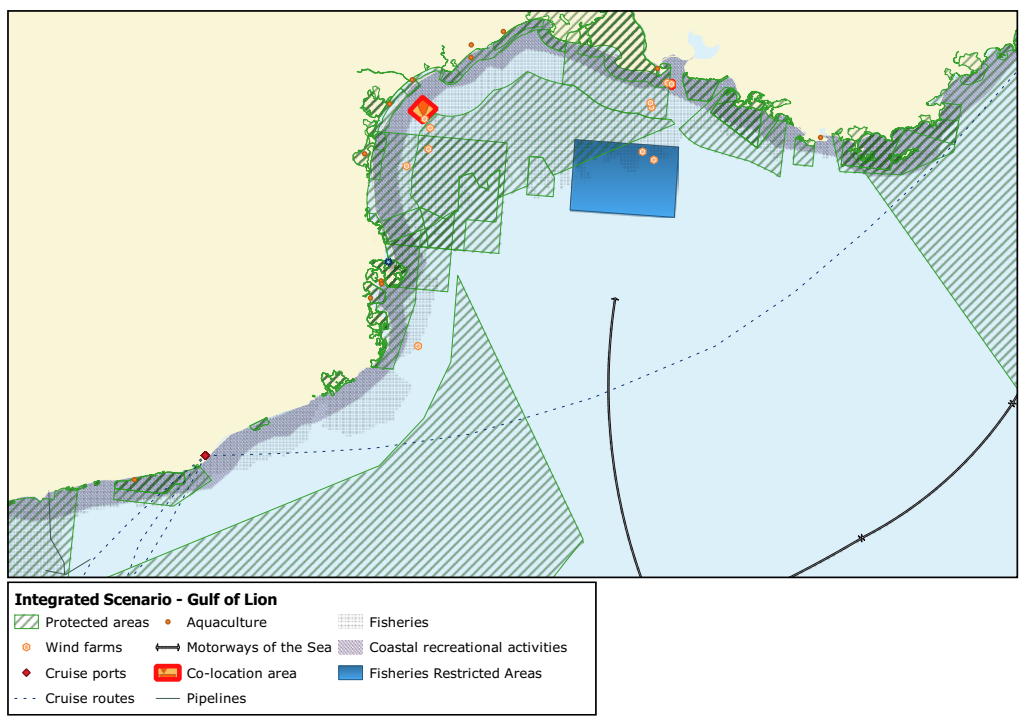 Integrated Scenario - Gulf of Lion
Protected areas Aquaculture Fisheries
Wind farms Motorways of the Sea Coastal recreational activities
Cruise ports Co-location area Fisheries Restricted Areas
Cruise routes Pipelines